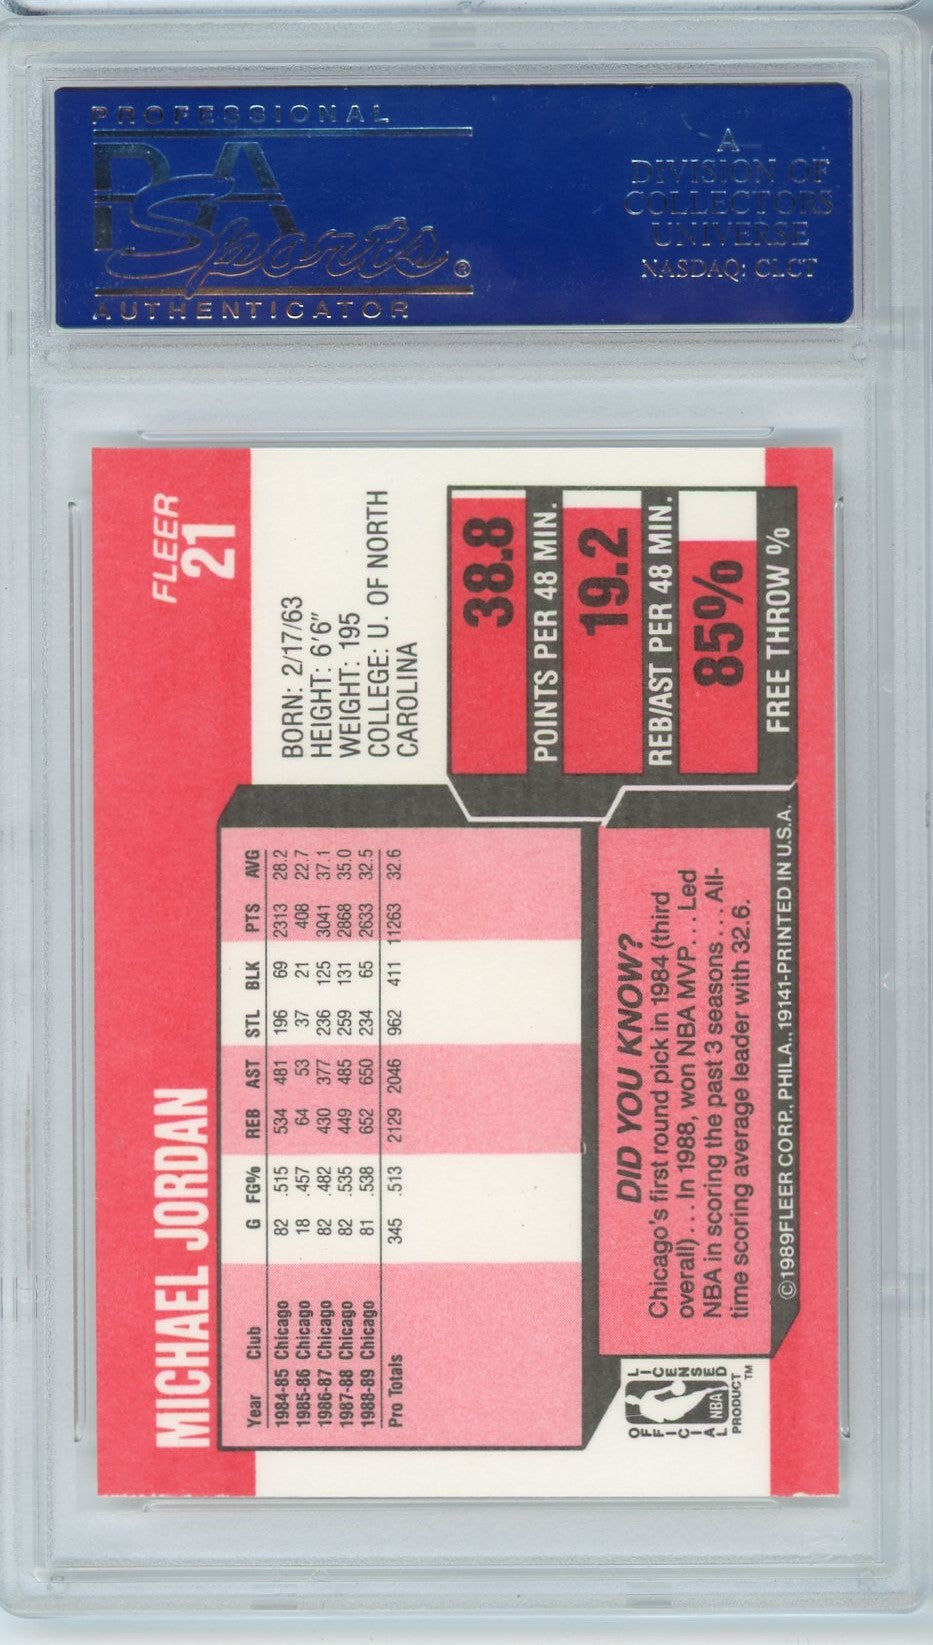 PROFESSIONAL
PSA
Sports®
AUTHENTICATOR
A
DIVISION OF
COLLECTORS
UNIVERSE
NASDAQ: CLCT
MICHAEL JORDAN
FLEER
21
BORN: 2/17/63
HEIGHT: 6'6"
WEIGHT: 195
COLLEGE: U. OF NORTH
CAROLINA
Year Club G FG% REB AST STL BLK PTS AVG
1984-85 Chicago 82 .515 534 481 196 69 2313 28.2
1985-86 Chicago 18 .457 64 53 37 21 408 22.7
1986-87 Chicago 82 .482 430 377 236 125 3041 37.1
1987-88 Chicago 82 .535 449 485 259 131 2868 35.0
1988-89 Chicago 81 .538 652 650 234 65 2633 32.5
Pro Totals 345 .513 2129 2046 962 411 11263 32.6
38.8
POINTS PER 48 MIN.
19.2
REB/AST PER 48 MIN.
85%
FREE THROW %
DID YOU KNOW?
Chicago's first round pick in 1984 (third
overall) . . . In 1988, won NBA MVP. . . Led
NBA in scoring the past 3 seasons . . . All-
time scoring average leader with 32.6.
OFFICIAL LICENSED
NBA
PRODUCT™
©1989FLEER CORP., PHILA., 19141-PRINTED IN U.S.A.